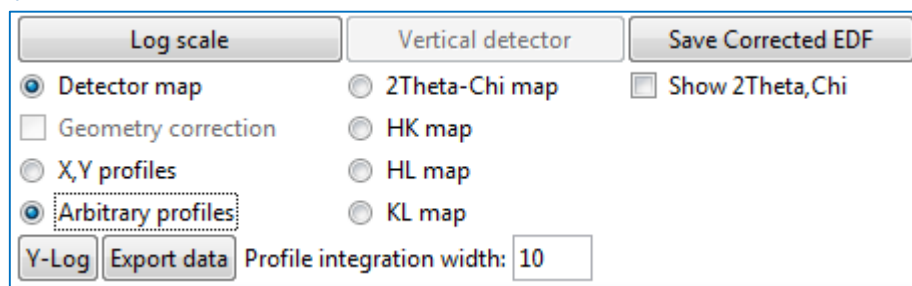 Log scale Vertical detector Save Corrected EDF
Detector map 2Theta-Chi map Show 2Theta,Chi
Geometry correction HK map
X,Y profiles HL map
Arbitrary profiles KL map
Y-Log Export data Profile integration width: 10